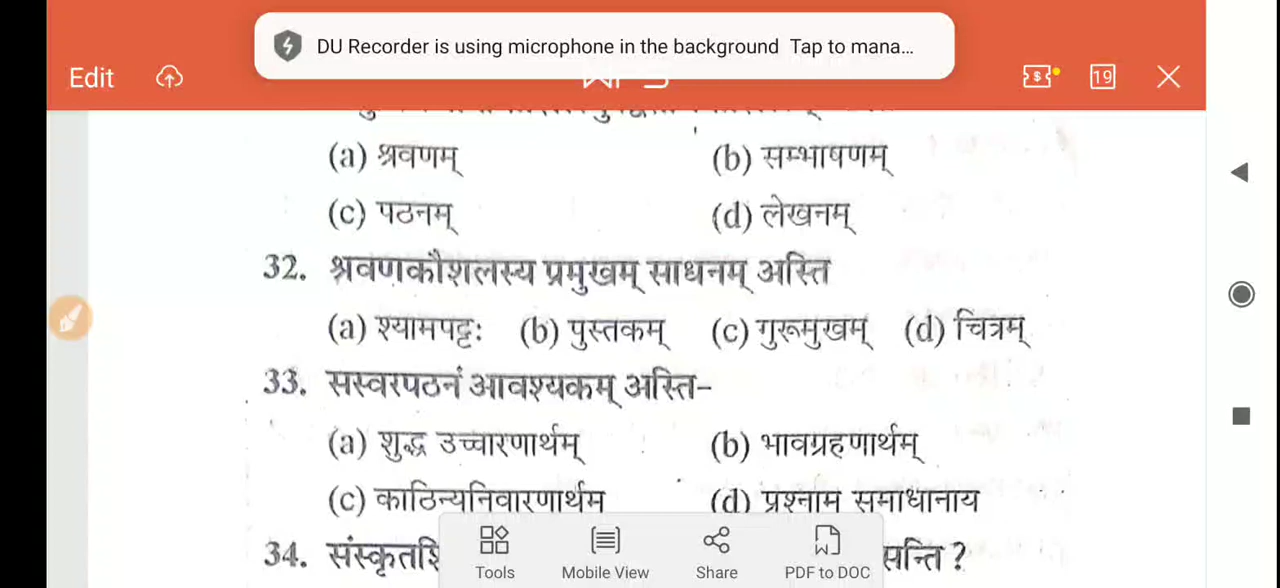 DU Recorder is using microphone in the background Tap to mana...
Edit
19
(a) श्रवणम् (b) सम्भाषणम्
(c) पठनम् (d) लेखनम्
32. श्रवणकौशलस्य प्रमुखम् साधनम् अस्ति
(a) श्यामपट्टः (b) पुस्तकम् (c) गुरूमुखम् (d) चित्रम्
33. सस्वरपठनं आवश्यकम् अस्ति-
(a) शुद्ध उच्चारणार्थम् (b) भावग्रहणार्थम्
(c) काठिन्यनिवारणार्थम (d) प्रश्नाम समाधानाय
34. सन्ति ?
Tools Mobile View Share PDF to DOC